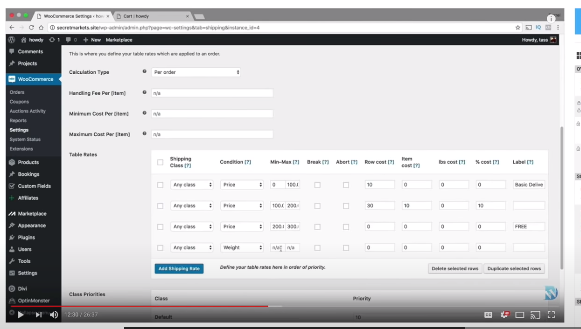 WooCommerce Settings ‹ how
Cart | howdy
secretmarkets.site/wp-admin/admin.php?page=wc-settings&tab=shipping&instance_id=4
howdy 1 0 + New Marketplace
Howdy, lass
Comments
Projects
WooCommerce
Orders
Coupons
Auctions Activity
Reports
Settings
System Status
Extensions
Products
Bookings
Custom Fields
Affiliates
Marketplace
Appearance
Plugins
Users
Tools
Settings
Divi
OptinMonster
This is where you define your table rates which are applied to an order.
Calculation Type Per order
Handling Fee Per [item] n/a
Minimum Cost Per [item] n/a
Maximum Cost Per [item] n/a
Table Rates
Shipping Class [?] Condition [?] Min-Max [?] Break [?] Abort [?] Row cost [?] Item cost [?] lbs cost [?] % cost [?] Label [?]
Any class Price 0 100.( 10 0 0 0 Basic Delive
Any class Price 100.( 200.( 30 10 0 10
Any class Price 200.( 300.( 0 0 0 0 FREE
Any class Weight n/a n/a 0 0 0 0
Add Shipping Rate Define your table rates here in order of priority. Delete selected rows Duplicate selected rows
Class Priorities
Class Priority
Default 10
12:30 / 26:37